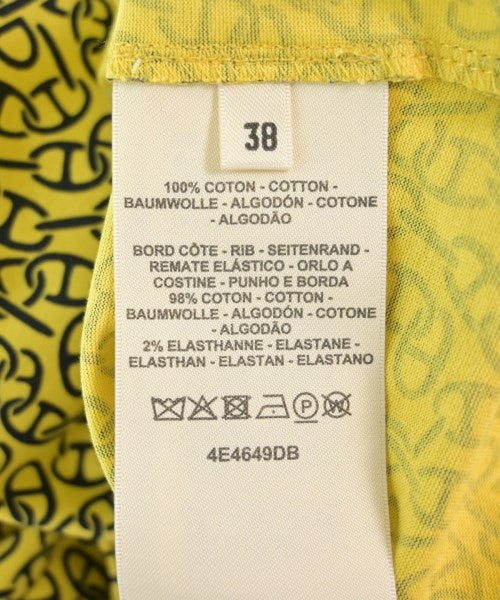 38
100% COTON - COTTON -
BAUMWOLLE - ALGODÓN - COTONE
- ALGODÃO
BORD CÔTE - RIB - SEITENRAND -
REMATE ELÁSTICO - ORLO A
COSTINE - PUNHO E BORDA
98% COTON - COTTON -
BAUMWOLLE - ALGODÓN - COTONE
- ALGODÃO
2% ELASTHANNE - ELASTANE -
ELASTHAN - ELASTAN - ELASTANO
P W
4E4649DB